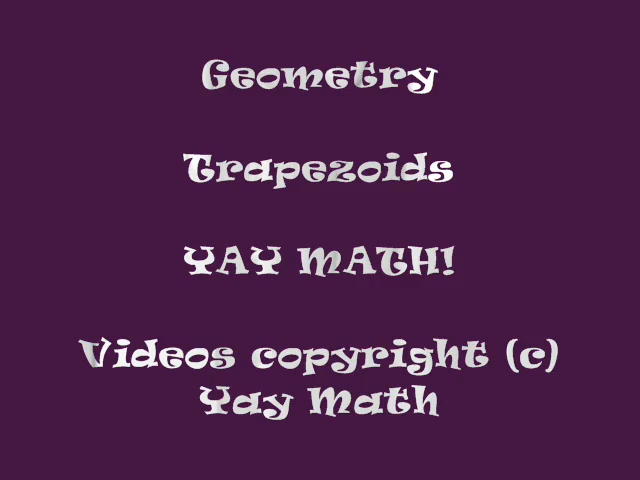 Geometry
Trapezoids
YAY MATH!
Videos copyright (c)
Yay Math